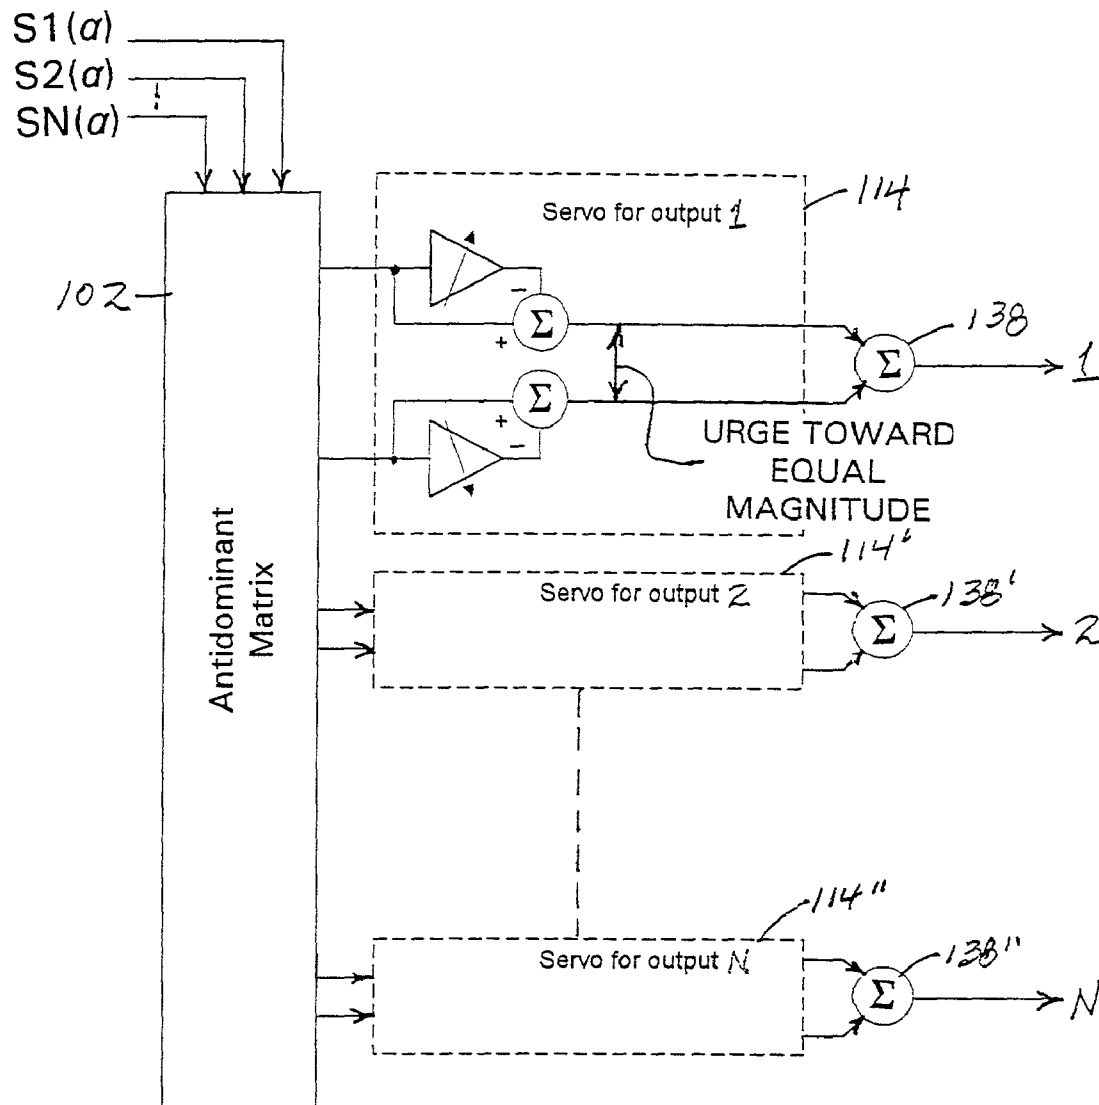 S1(α)
S2(α)
SN(α)
102
Antidominant
Matrix
Servo for output 1
114
−
Σ
+
138
Σ
1
Σ
+
−
URGE TOWARD
EQUAL
MAGNITUDE
114'
Servo for output 2
138'
Σ
2
114"
Servo for output N
138"
Σ
N